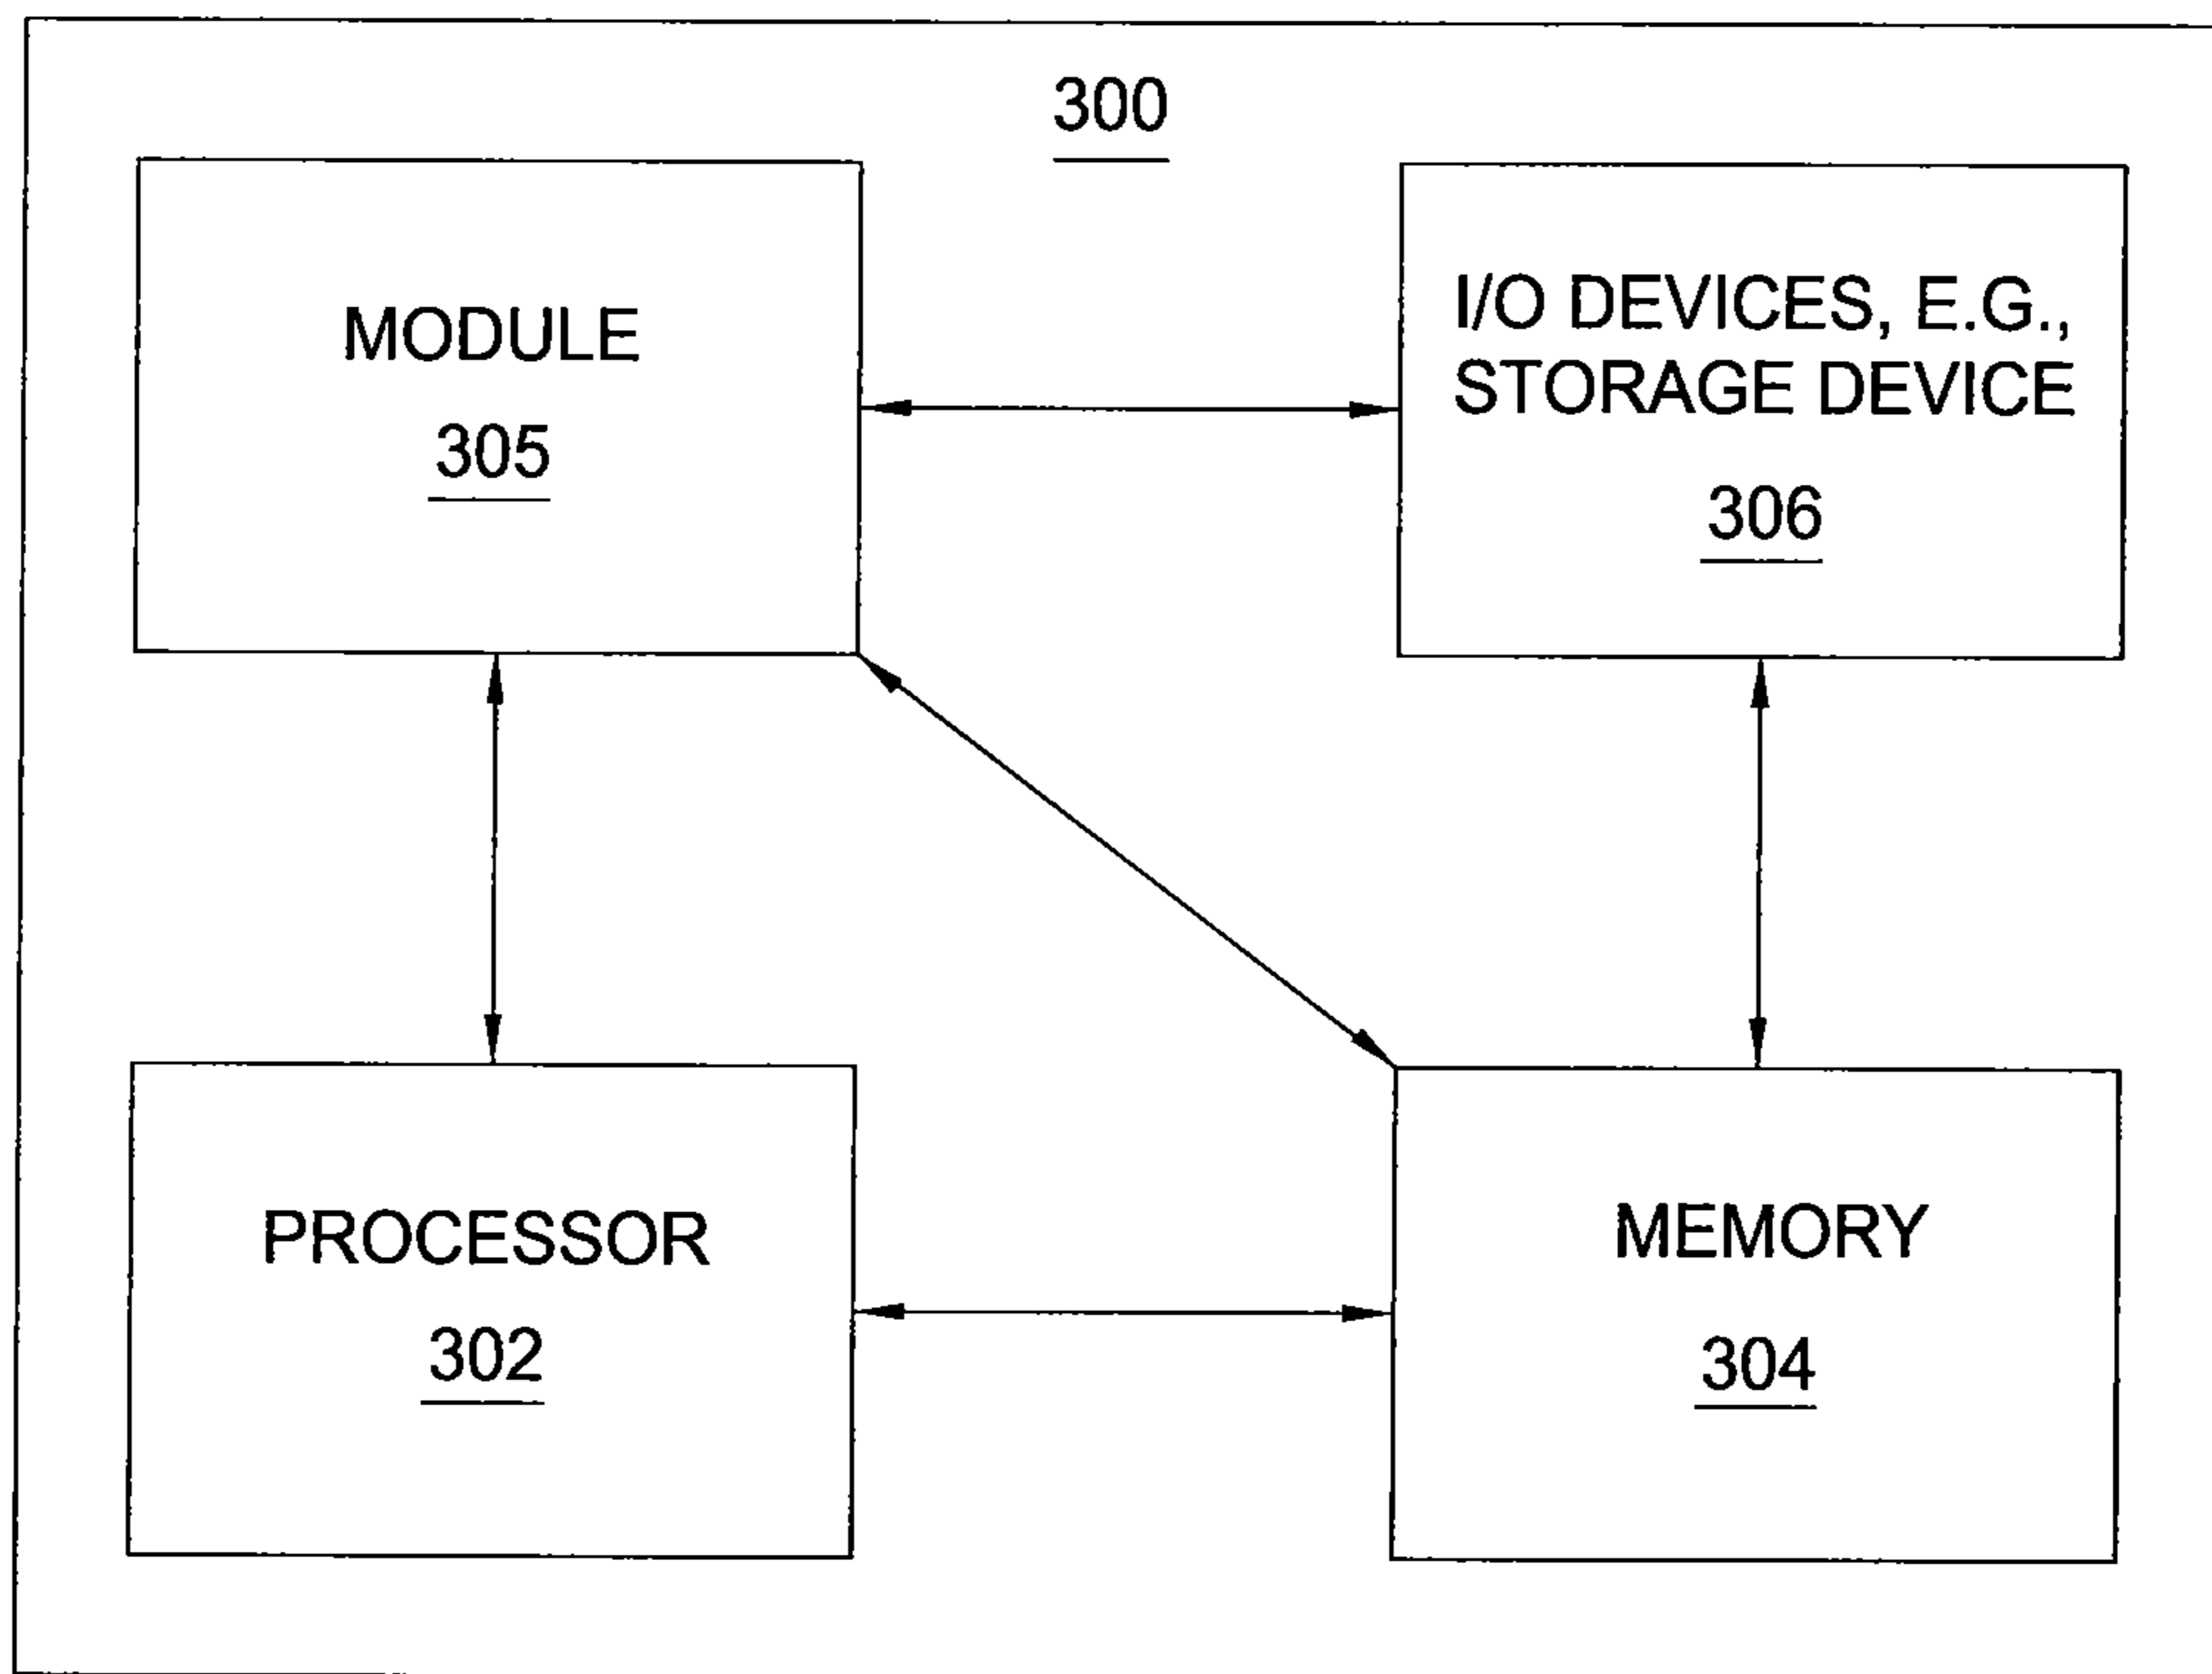 300
MODULE
305
I/O DEVICES, E.G.,
STORAGE DEVICE
306
PROCESSOR
302
MEMORY
304